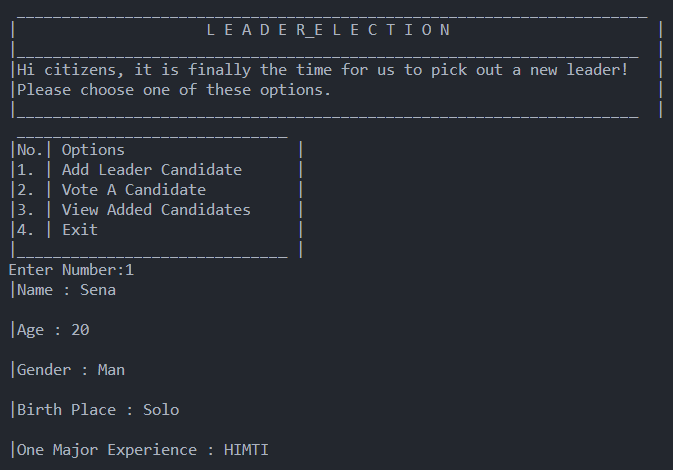 L E A D E R_E L E C T I O N
Hi citizens, it is finally the time for us to pick out a new leader!
Please choose one of these options.
|No.| Options |
|1. | Add Leader Candidate |
|2. | Vote A Candidate |
|3. | View Added Candidates |
|4. | Exit |
Enter Number:1
|Name : Sena
|Age : 20
|Gender : Man
|Birth Place : Solo
|One Major Experience : HIMTI